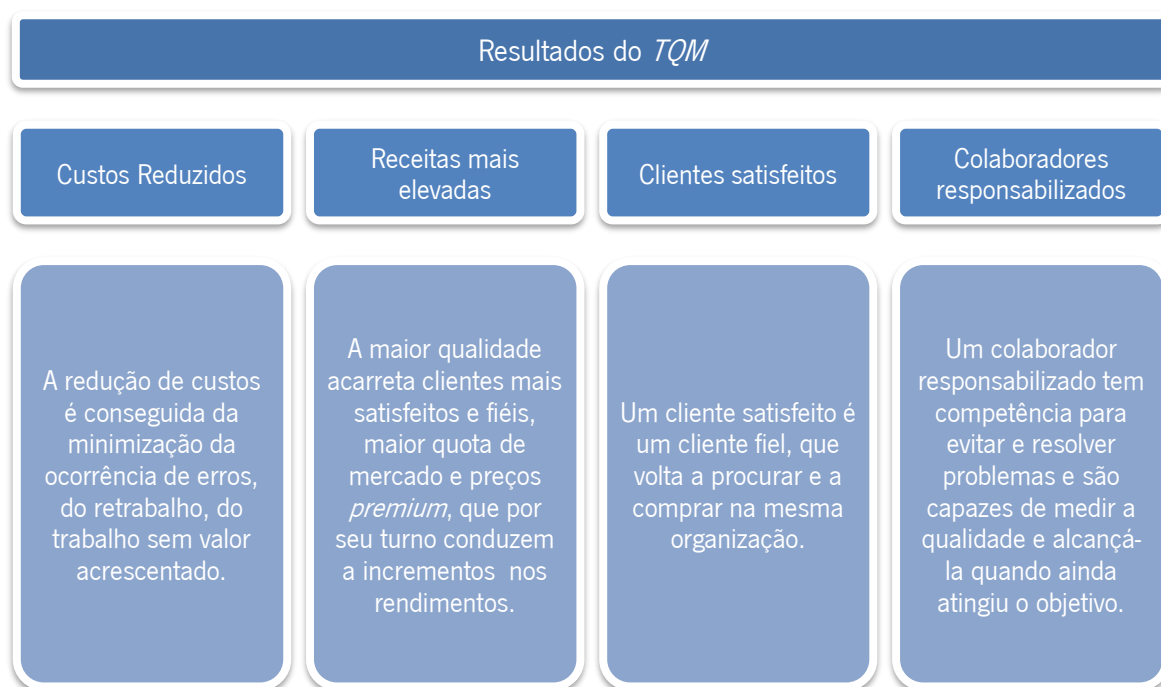 Resultados do TQM
Custos Reduzidos
Receitas mais
elevadas
Clientes satisfeitos
Colaboradores
responsabilizados
A redução de custos
é conseguida da
minimização da
ocorrência de erros,
do retrabalho, do
trabalho sem valor
acrescentado.
A maior qualidade
acarreta clientes mais
satisfeitos e fiéis,
maior quota de
mercado e preços
premium, que por
seu turno conduzem
a incrementos nos
rendimentos.
Um cliente satisfeito é
um cliente fiel, que
volta a procurar e a
comprar na mesma
organização.
Um colaborador
responsabilizado tem
competência para
evitar e resolver
problemas e são
capazes de medir a
qualidade e alcançá-
la quando ainda
atingiu o objetivo.